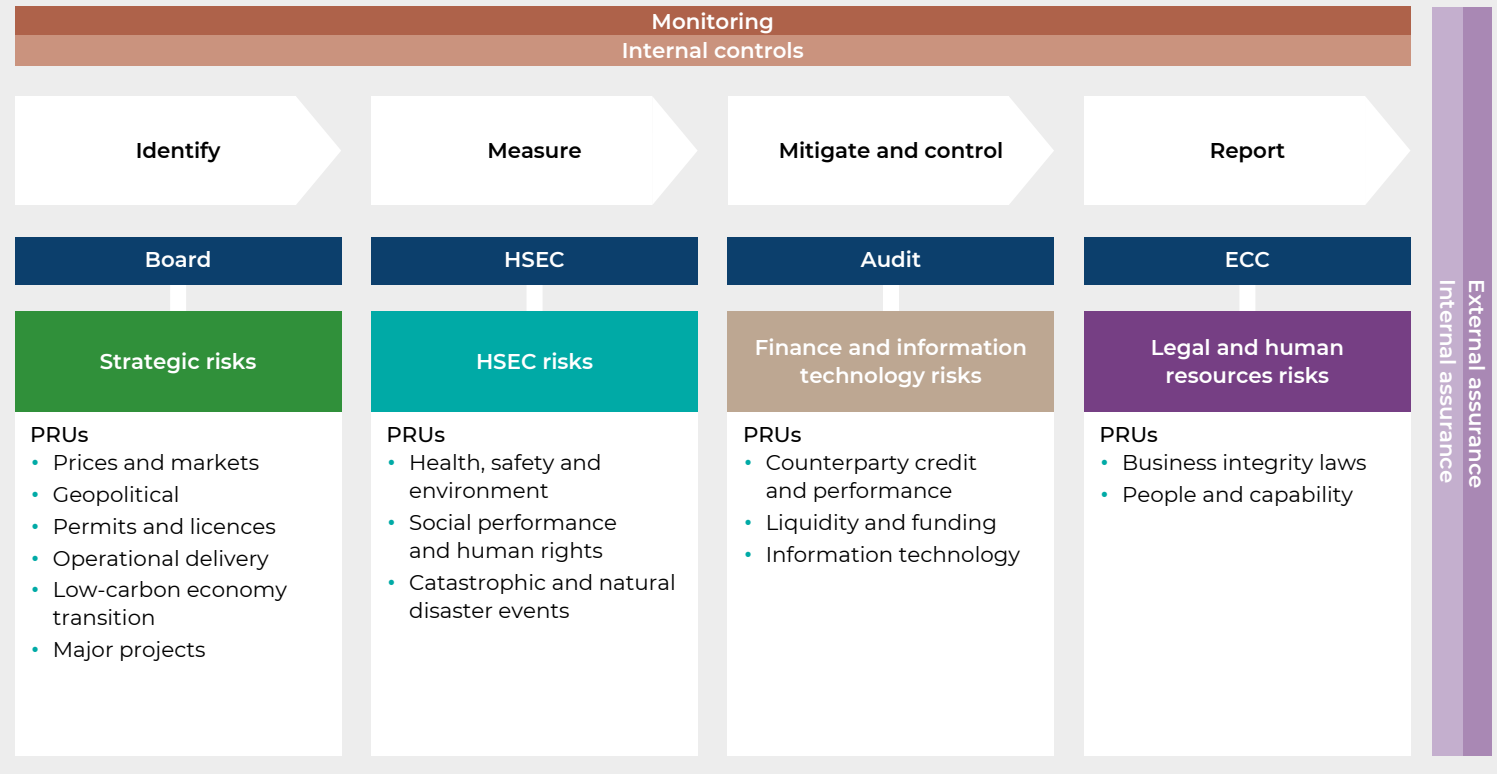 Monitoring
Internal controls
Identify
Measure
Mitigate and control
Report
Board
HSEC
Audit
ECC
Strategic risks
HSEC risks
Finance and information
technology risks
Legal and human
resources risks
PRUs
• Prices and markets
• Geopolitical
• Permits and licences
• Operational delivery
• Low-carbon economy
transition
• Major projects
PRUs
• Health, safety and
environment
• Social performance
and human rights
• Catastrophic and natural
disaster events
PRUs
• Counterparty credit
and performance
• Liquidity and funding
• Information technology
PRUs
• Business integrity laws
• People and capability
Internal assurance
External assurance